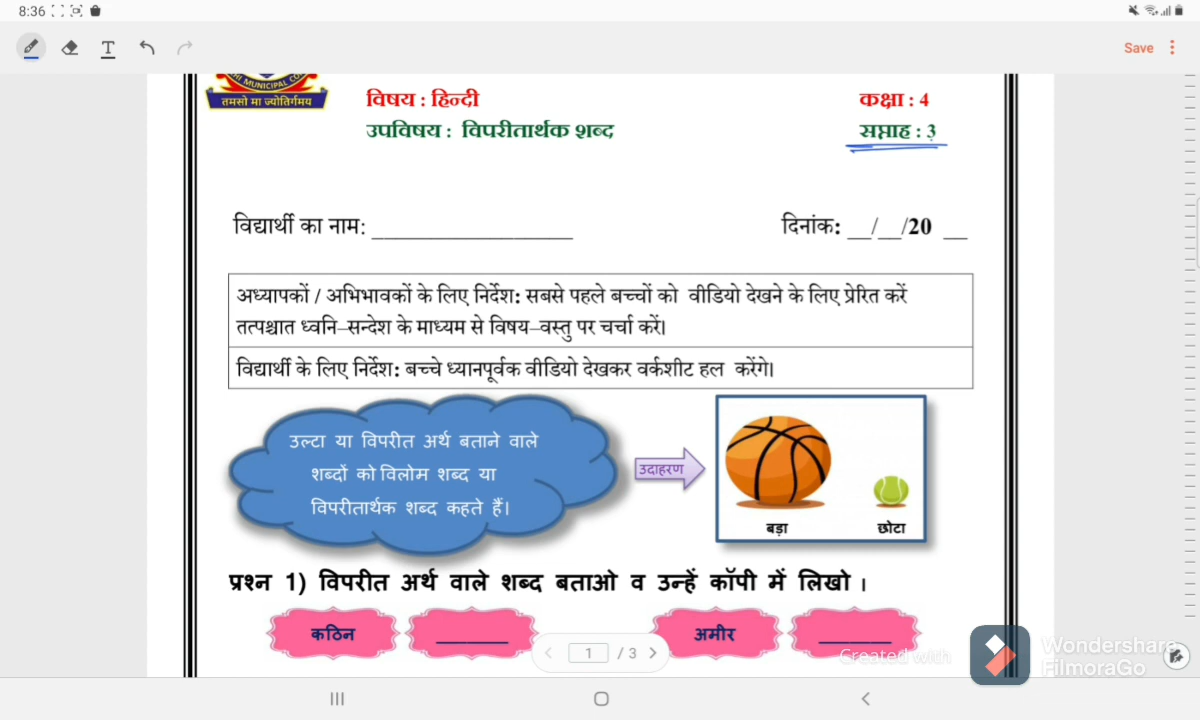 8:36
T
Save
MUNICIPAL CO
तमसो मा ज्योतिर्गमय
विषय : हिन्दी
कक्षा : 4
उपविषय : विपरीतार्थक शब्द
सप्ताह : 3
विद्यार्थी का नाम: __________________
दिनांक: __/__/20 __
अध्यापकों / अभिभावकों के लिए निर्देश: सबसे पहले बच्चों को वीडियो देखने के लिए प्रेरित करें
तत्पश्चात ध्वनि–सन्देश के माध्यम से विषय–वस्तु पर चर्चा करें।
विद्यार्थी के लिए निर्देश: बच्चे ध्यानपूर्वक वीडियो देखकर वर्कशीट हल करेंगे।
उल्टा या विपरीत अर्थ बताने वाले
शब्दों को विलोम शब्द या
विपरीतार्थक शब्द कहते हैं।
उदाहरण
बड़ा
छोटा
प्रश्न 1) विपरीत अर्थ वाले शब्द बताओ व उन्हें कॉपी में लिखो ।
कठिन ________ अमीर ________
1 / 3
Created with
Wondershare
FilmoraGo